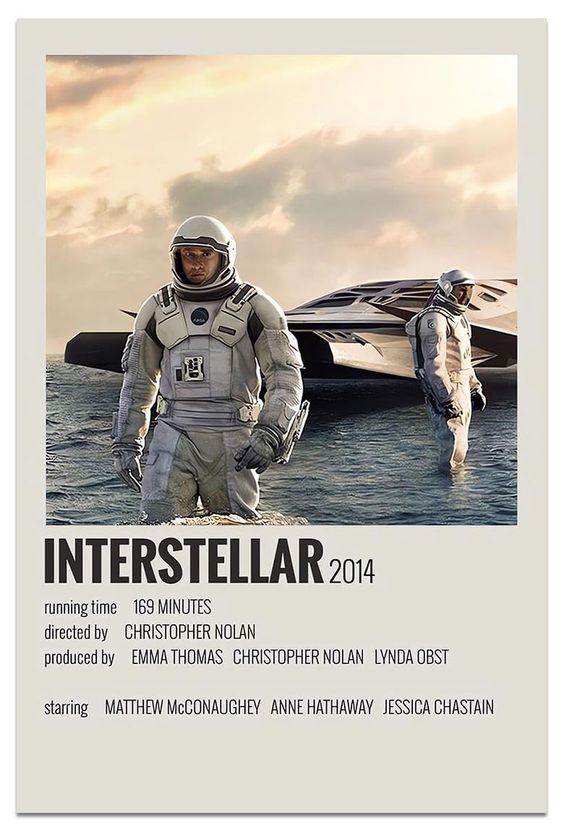 NASA
INTERSTELLAR 2014
running time 169 MINUTES
directed by CHRISTOPHER NOLAN
produced by EMMA THOMAS CHRISTOPHER NOLAN LYNDA OBST
starring MATTHEW McCONAUGHEY ANNE HATHAWAY JESSICA CHASTAIN